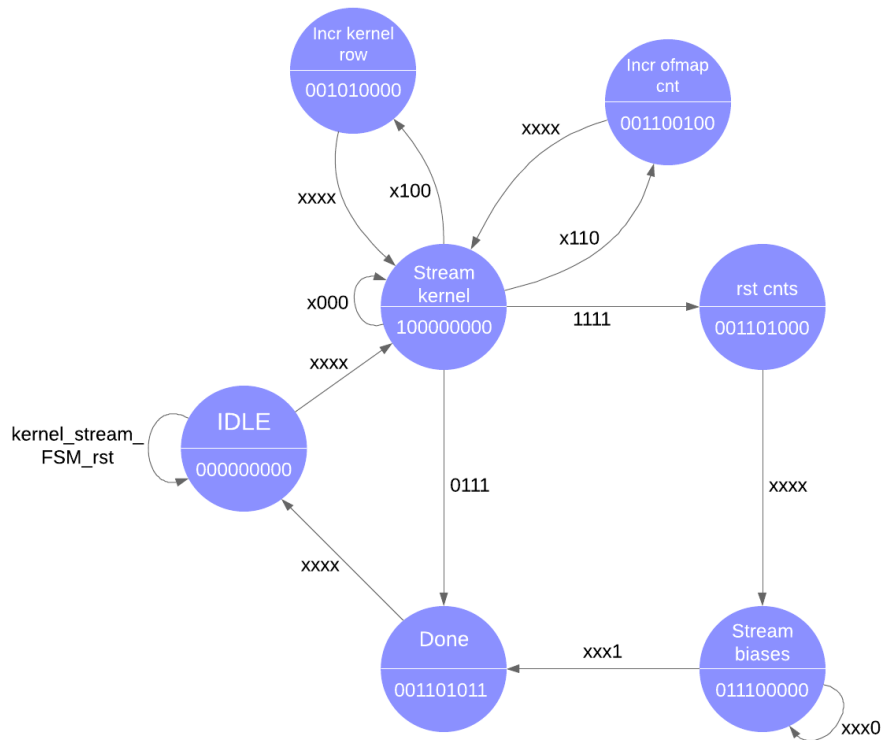 Incr kernel
row
001010000
Incr ofmap
cnt
001100100
xxxx
xxxx
x100
x110
Stream
kernel
100000000
rst cnts
001101000
x000
1111
xxxx
IDLE
000000000
kernel_stream_
FSM_rst
0111
xxxx
xxxx
Done
001101011
xxx1
Stream
biases
011100000
xxx0